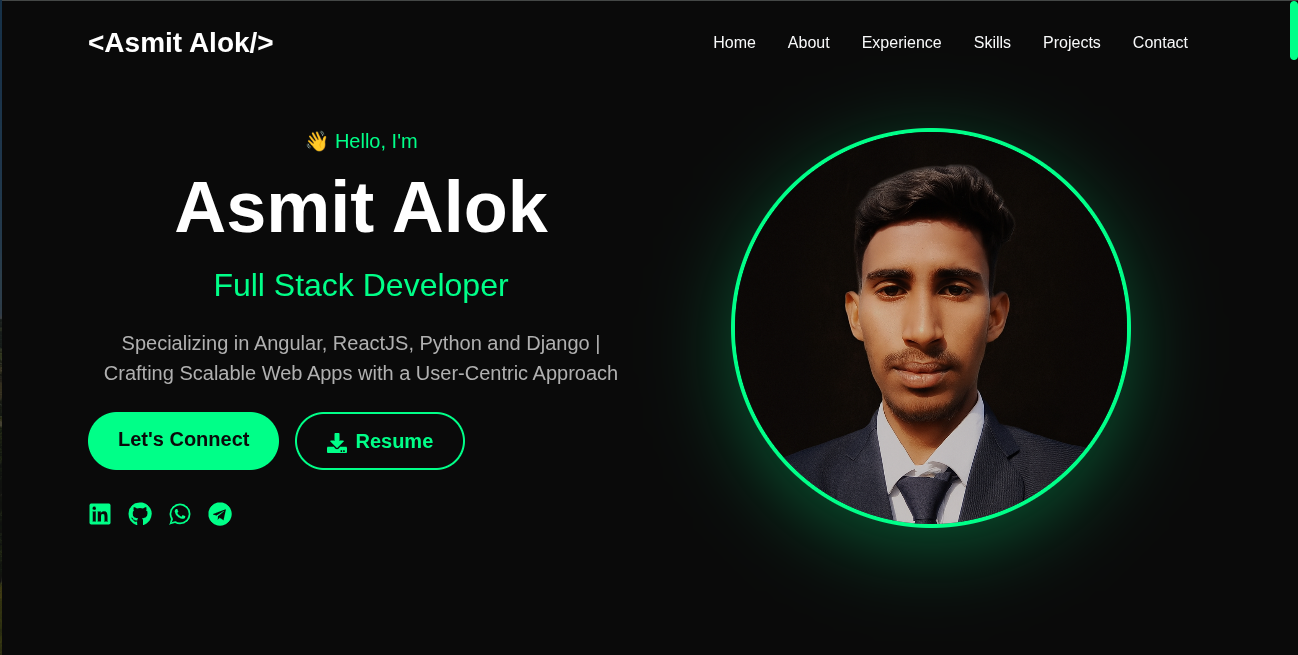 <Asmit Alok/>
Home About Experience Skills Projects Contact
👋 Hello, I'm
Asmit Alok
Full Stack Developer
Specializing in Angular, ReactJS, Python and Django |
Crafting Scalable Web Apps with a User-Centric Approach
Let's Connect
Resume